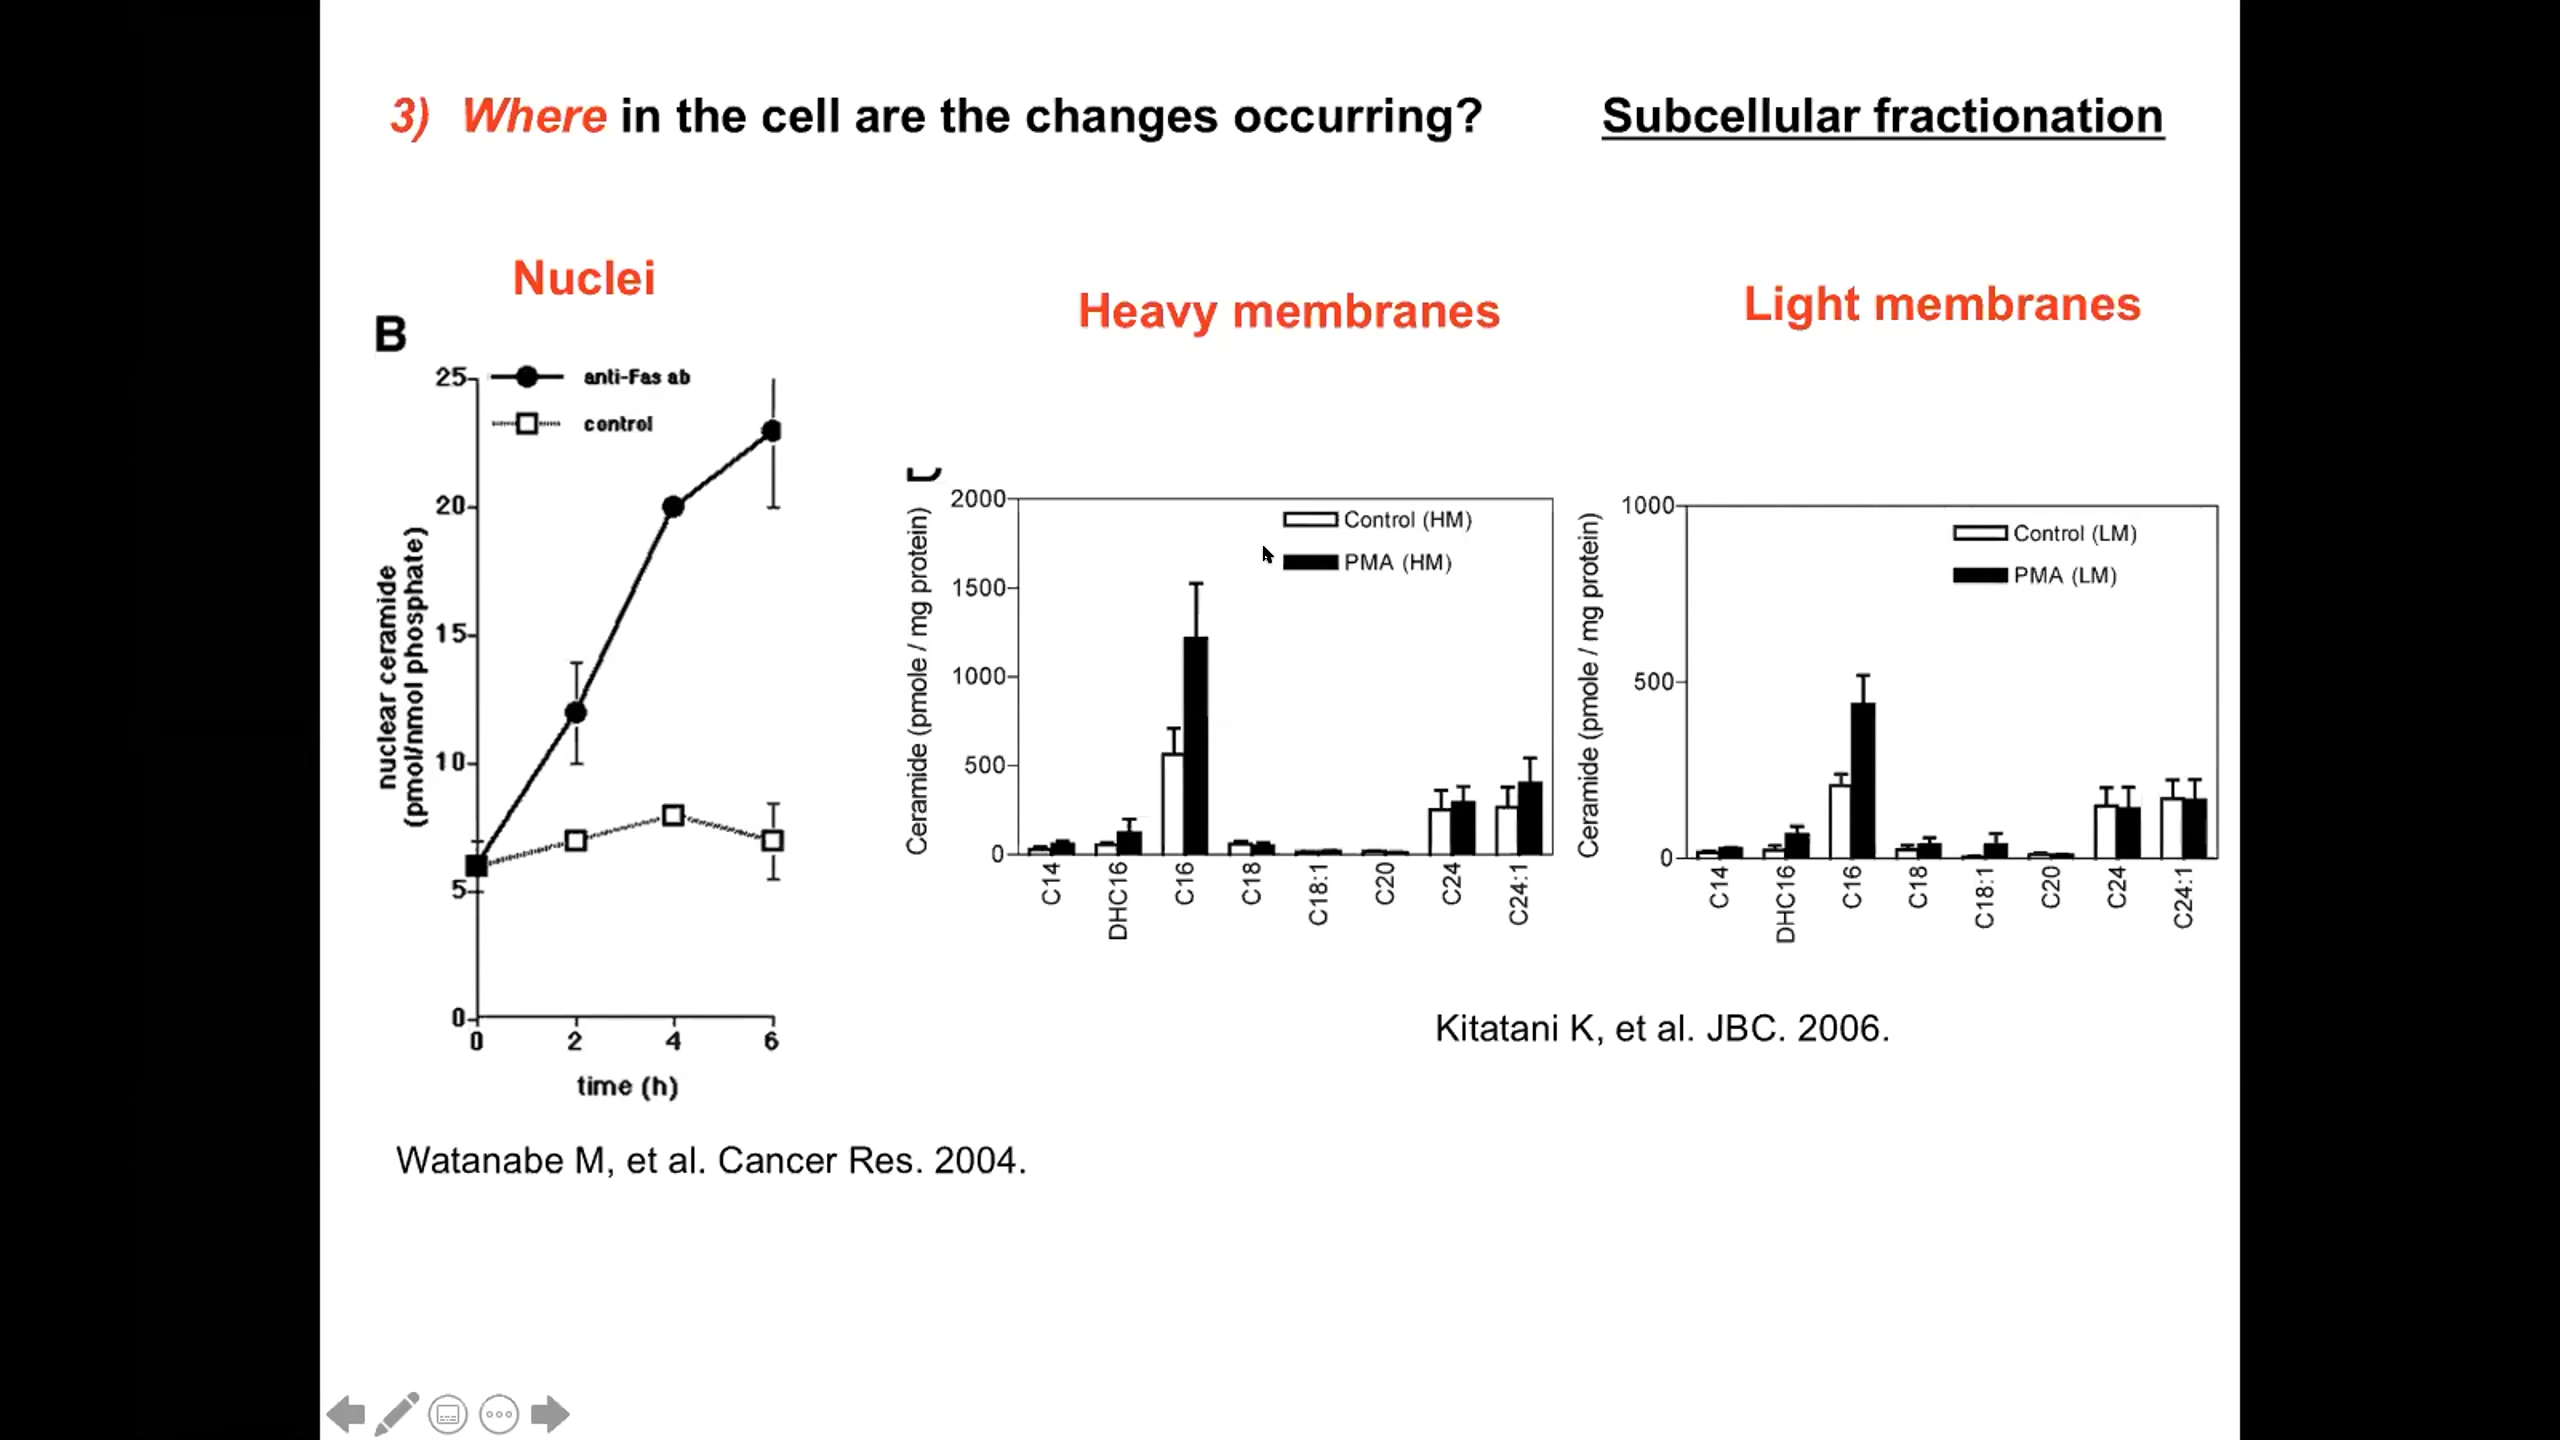 3) Where in the cell are the changes occurring?
Subcellular fractionation
Nuclei
B
anti-Fas ab
control
25
20
15
10
5
0
nuclear ceramide
(pmol/nmol phosphate)
0 2 4 6
time (h)
Watanabe M, et al. Cancer Res. 2004.
Heavy membranes
Control (HM)
PMA (HM)
2000
1500
1000
500
0
Ceramide (pmole / mg protein)
C14 DHC16 C16 C18 C18:1 C20 C24 C24:1
Light membranes
Control (LM)
PMA (LM)
1000
500
0
Ceramide (pmole / mg protein)
C14 DHC16 C16 C18 C18:1 C20 C24 C24:1
Kitatani K, et al. JBC. 2006.